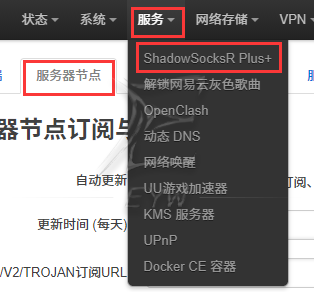 状态 系统 服务 网络存储 VPN
ShadowSocksR Plus+
服务器节点
解锁网易云灰色歌曲
OpenClash
器节点订阅与
动态 DNS
网络唤醒
自动更新
UU游戏加速器
订阅、
KMS 服务器
更新时间 (每天)
UPnP
/V2/TROJAN订阅URL
Docker CE 容器